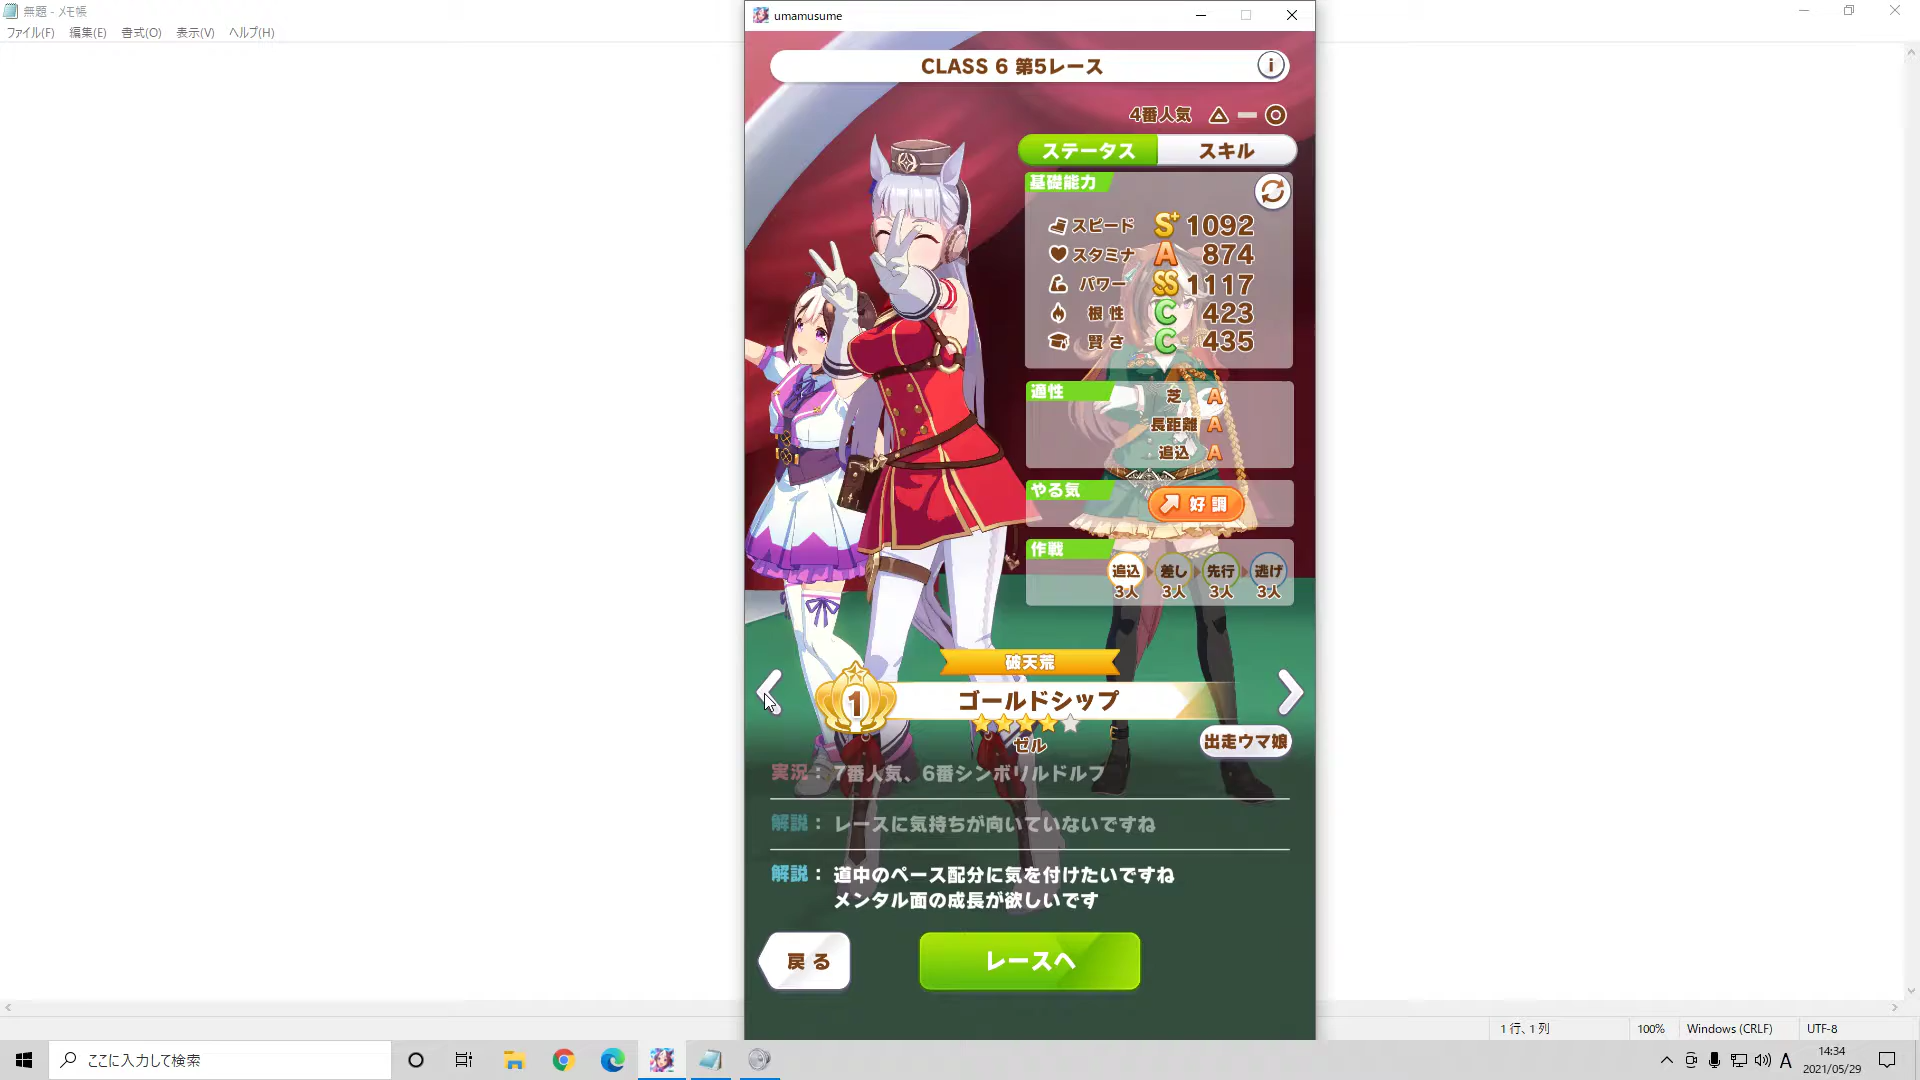 無題 - メモ帳
ファイル(F) 編集(E) 書式(O) 表示(V) ヘルプ(H)
umamusume
CLASS 6 第5レース
i
4番人気
ステータス
スキル
基礎能力
スピード S+ 1092
スタミナ A 874
パワー SS 1117
根性 C 423
賢さ C 435
適性
芝 A
長距離 A
追込 A
やる気
好調
作戦
追込 差し 先行 逃げ
3人 3人 3人 3人
破天荒
1
ゴールドシップ
ゼル
出走ウマ娘
実況: 7番人気、6番シンボリルドルフ
解説: レースに気持ちが向いていないですね
解説: 道中のペース配分に気を付けたいですね
メンタル面の成長が欲しいです
戻る
レースへ
1 行、1 列
100%
Windows (CRLF)
UTF-8
ここに入力して検索
A
14:34
2021/05/29